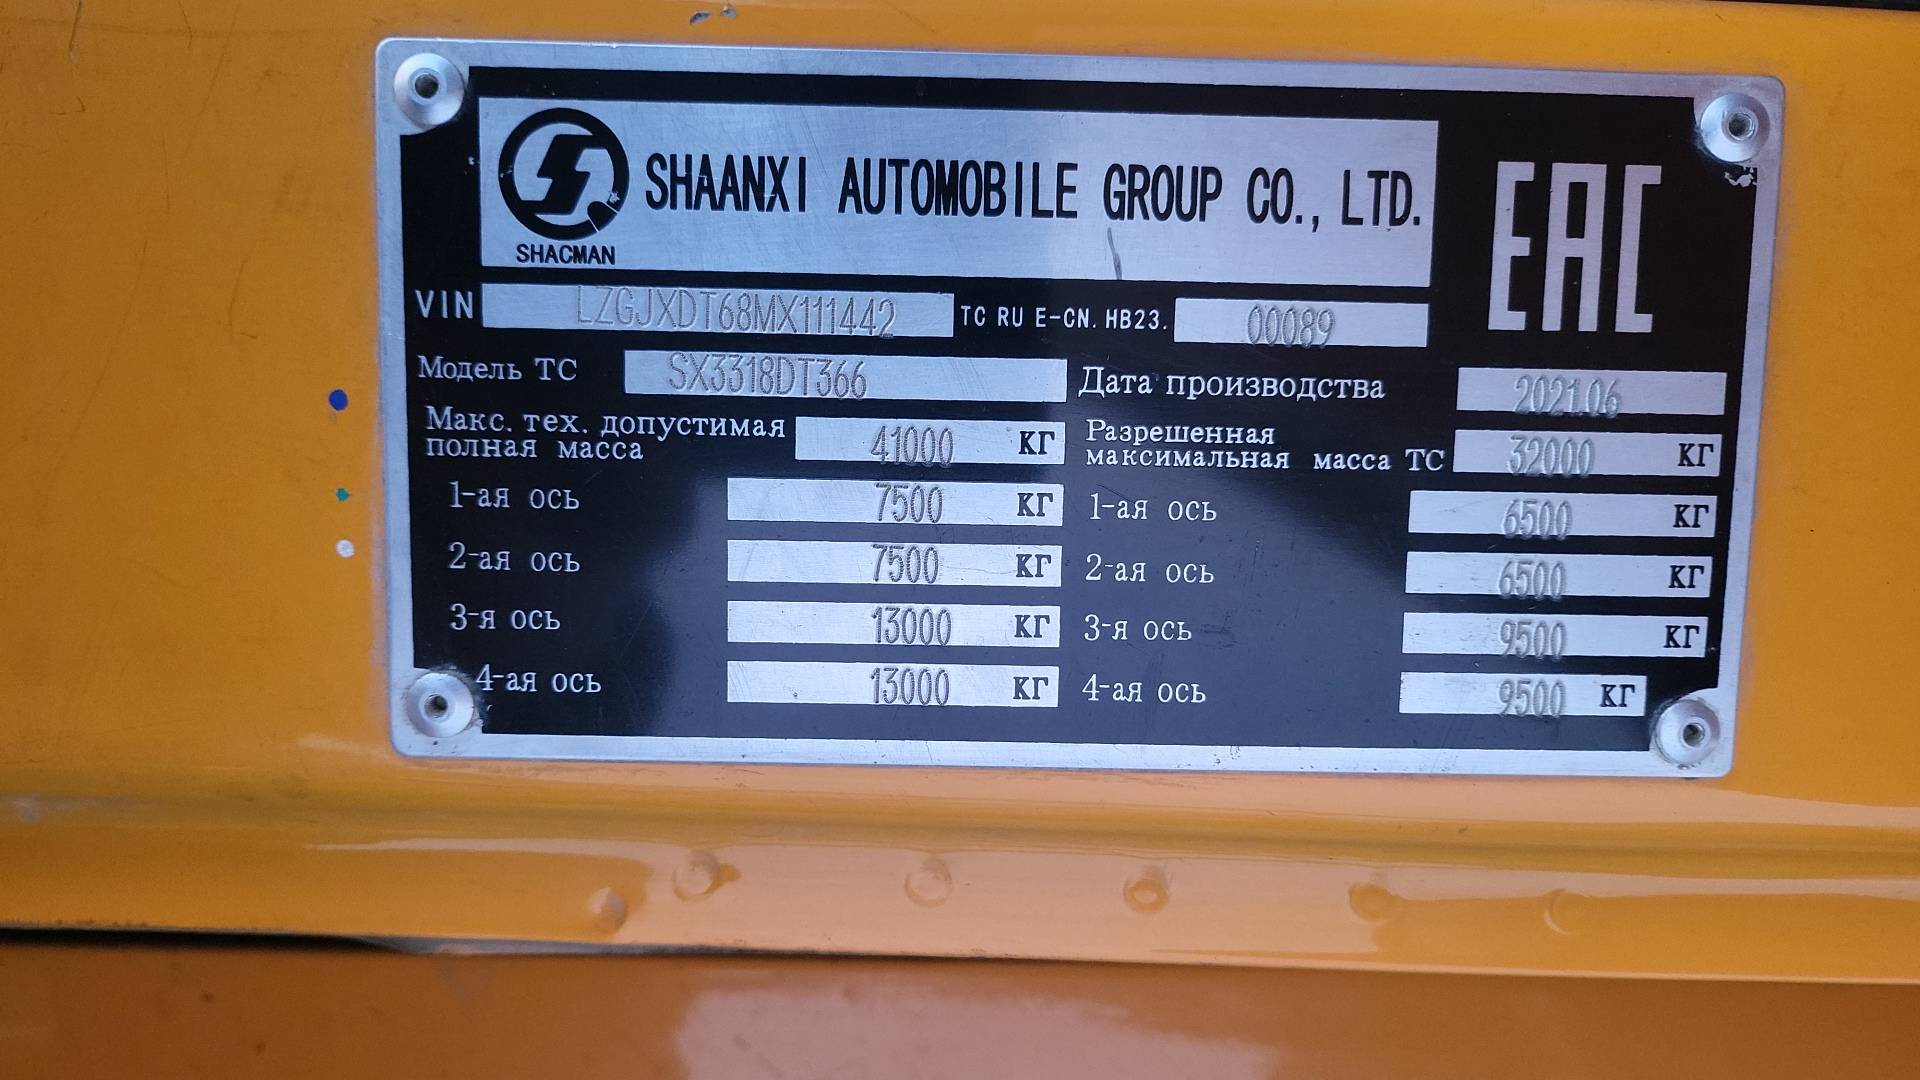 SHACMAN
SHAANXI AUTOMOBILE GROUP CO., LTD.
EAC
VIN LZGJXDT68MX111442 TC RU E-CN.HB23. 00089
Модель ТС SX3318DT366 Дата производства 2021.06
Макс. тех. допустимая
полная масса 41000 КГ
Разрешенная
максимальная масса ТС 32000 КГ
1-ая ось 7500 КГ 1-ая ось 6500 КГ
2-ая ось 7500 КГ 2-ая ось 6500 КГ
3-я ось 13000 КГ 3-я ось 9500 КГ
4-ая ось 13000 КГ 4-ая ось 9500 КГ